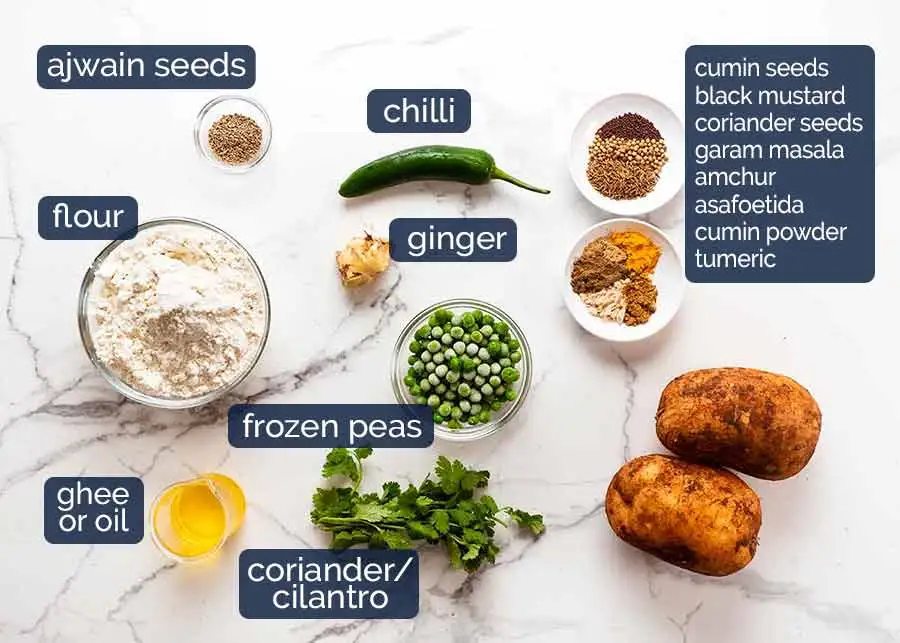 ajwain seeds
chilli
cumin seeds
black mustard
coriander seeds
garam masala
amchur
asafoetida
cumin powder
tumeric
flour
ginger
frozen peas
ghee
or oil
coriander/
cilantro